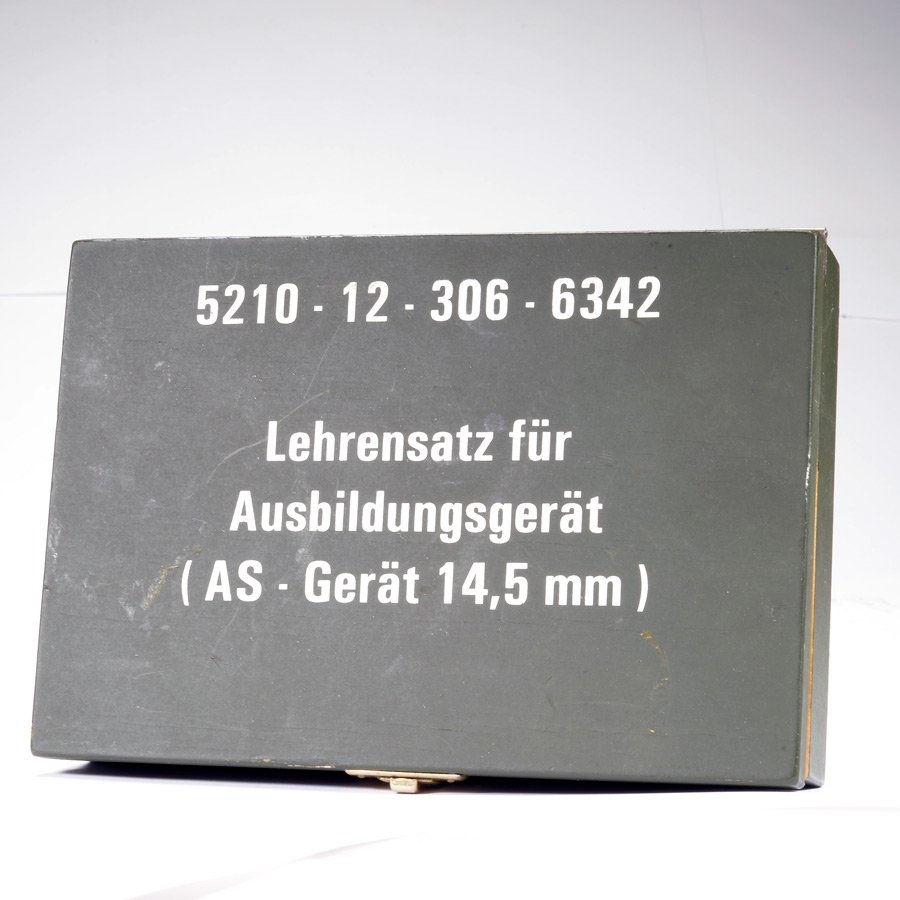 5210 - 12 - 306 - 6342
Lehrensatz für
Ausbildungsgerät
( AS - Gerät 14,5 mm )